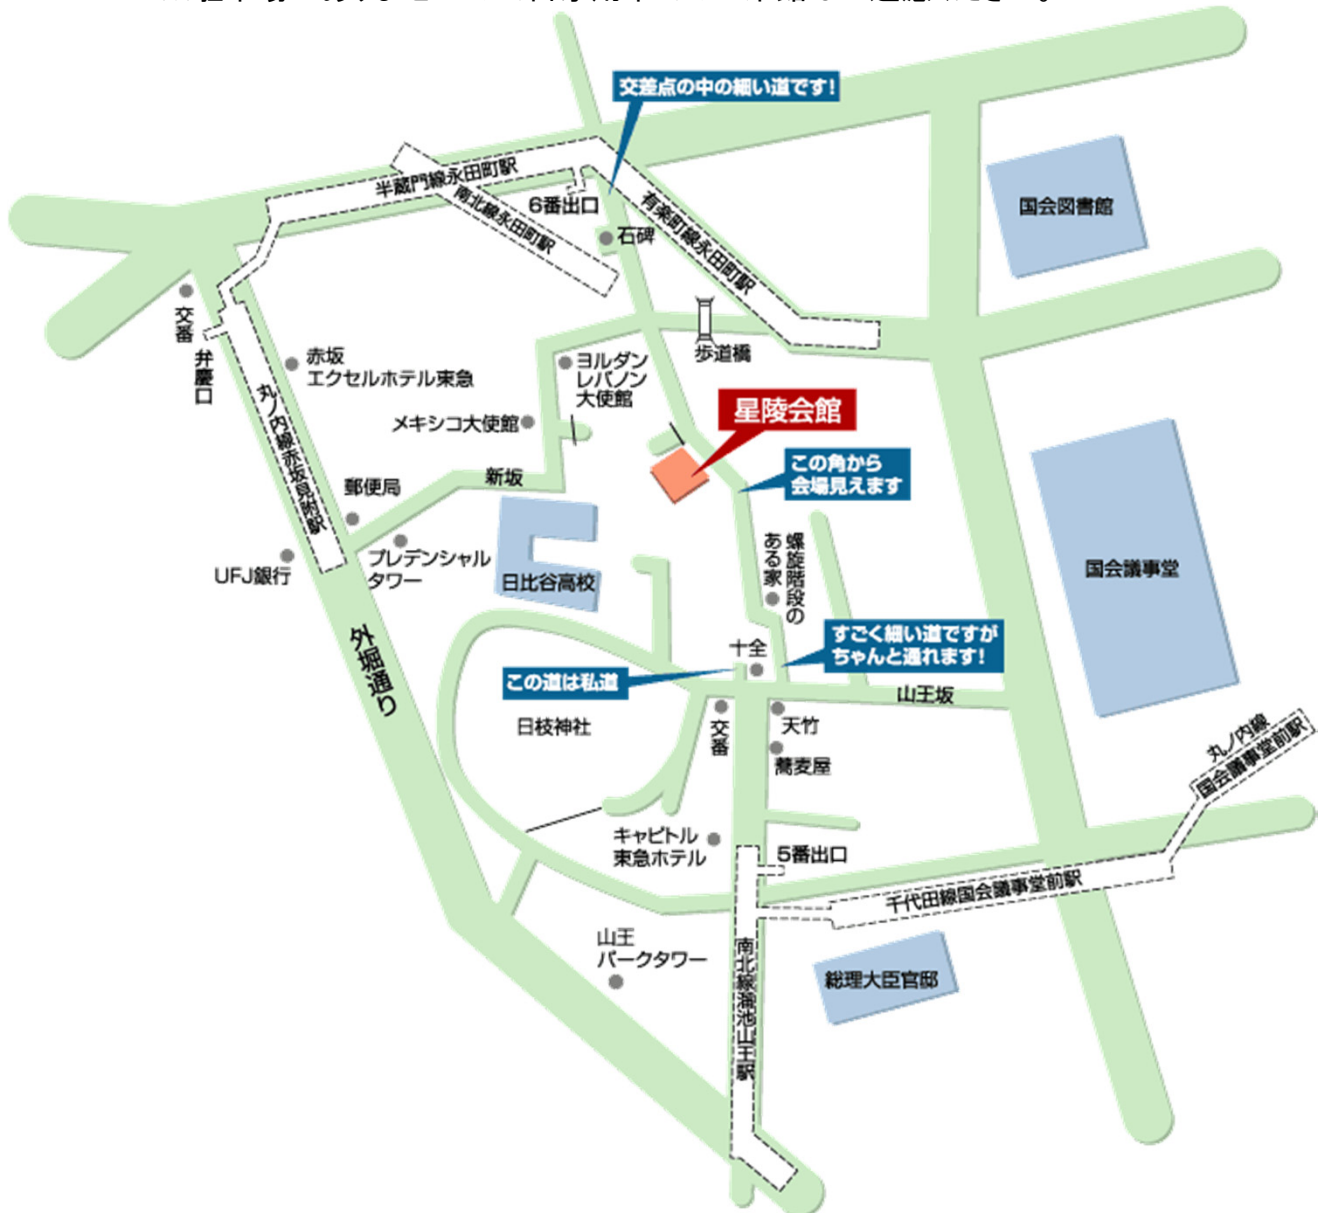 交差点の中の細い道です!
半蔵門線永田町駅
南北線永田町駅
6番出口
有楽町線永田町駅
石碑
国会図書館
交番
弁慶口
赤坂
エクセルホテル東急
丸ノ内線赤坂見附駅
ヨルダン
レバノン
大使館
歩道橋
メキシコ大使館
星陵会館
この角から
会場見えます
新坂
郵便局
プレデンシャル
タワー
UFJ銀行
日比谷高校
螺旋階段の
ある家
国会議事堂
外堀通り
十全
すごく細い道ですが
ちゃんと通れます!
この道は私道
山王坂
日枝神社
交番
天竹
蕎麦屋
丸ノ内線
国会議事堂前駅
キャピトル
東急ホテル
5番出口
千代田線国会議事堂前駅
山王
パークタワー
南北線溜池山王駅
総理大臣官邸